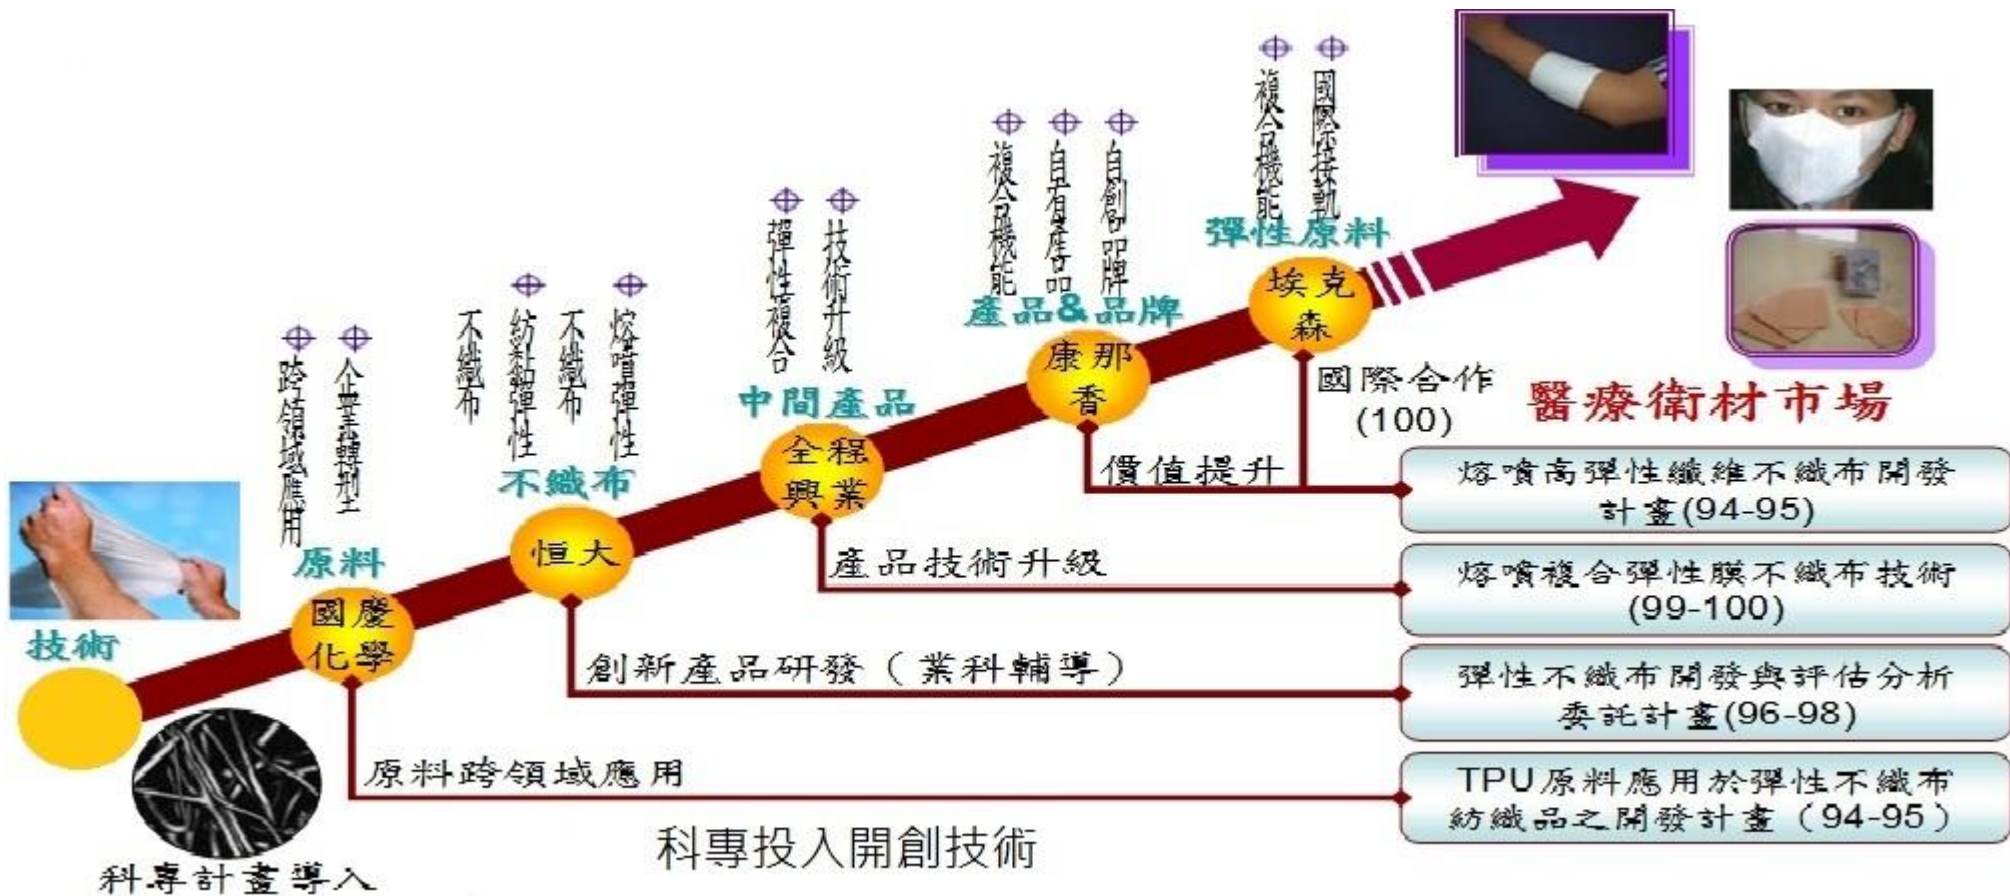 技術
科專計畫導入
跨領域應用
企業轉型
原料
國慶
化學
紡黏彈性
不織布
熔噴彈性
不織布
不織布
恒大
彈性複合
技術升級
中間產品
全程
興業
複合機能
自有產品
自創品牌
產品&品牌
康那
香
複合機能
國際接軌
彈性原料
埃克
森
國際合作
(100)
價值提升
產品技術升級
創新產品研發（業科輔導）
原料跨領域應用
醫療衛材市場
熔噴高彈性纖維不織布開發
計畫(94-95)
熔噴複合彈性膜不織布技術
(99-100)
彈性不織布開發與評估分析
委託計畫(96-98)
TPU原料應用於彈性不織布
紡織品之開發計畫（94-95）
科專投入開創技術